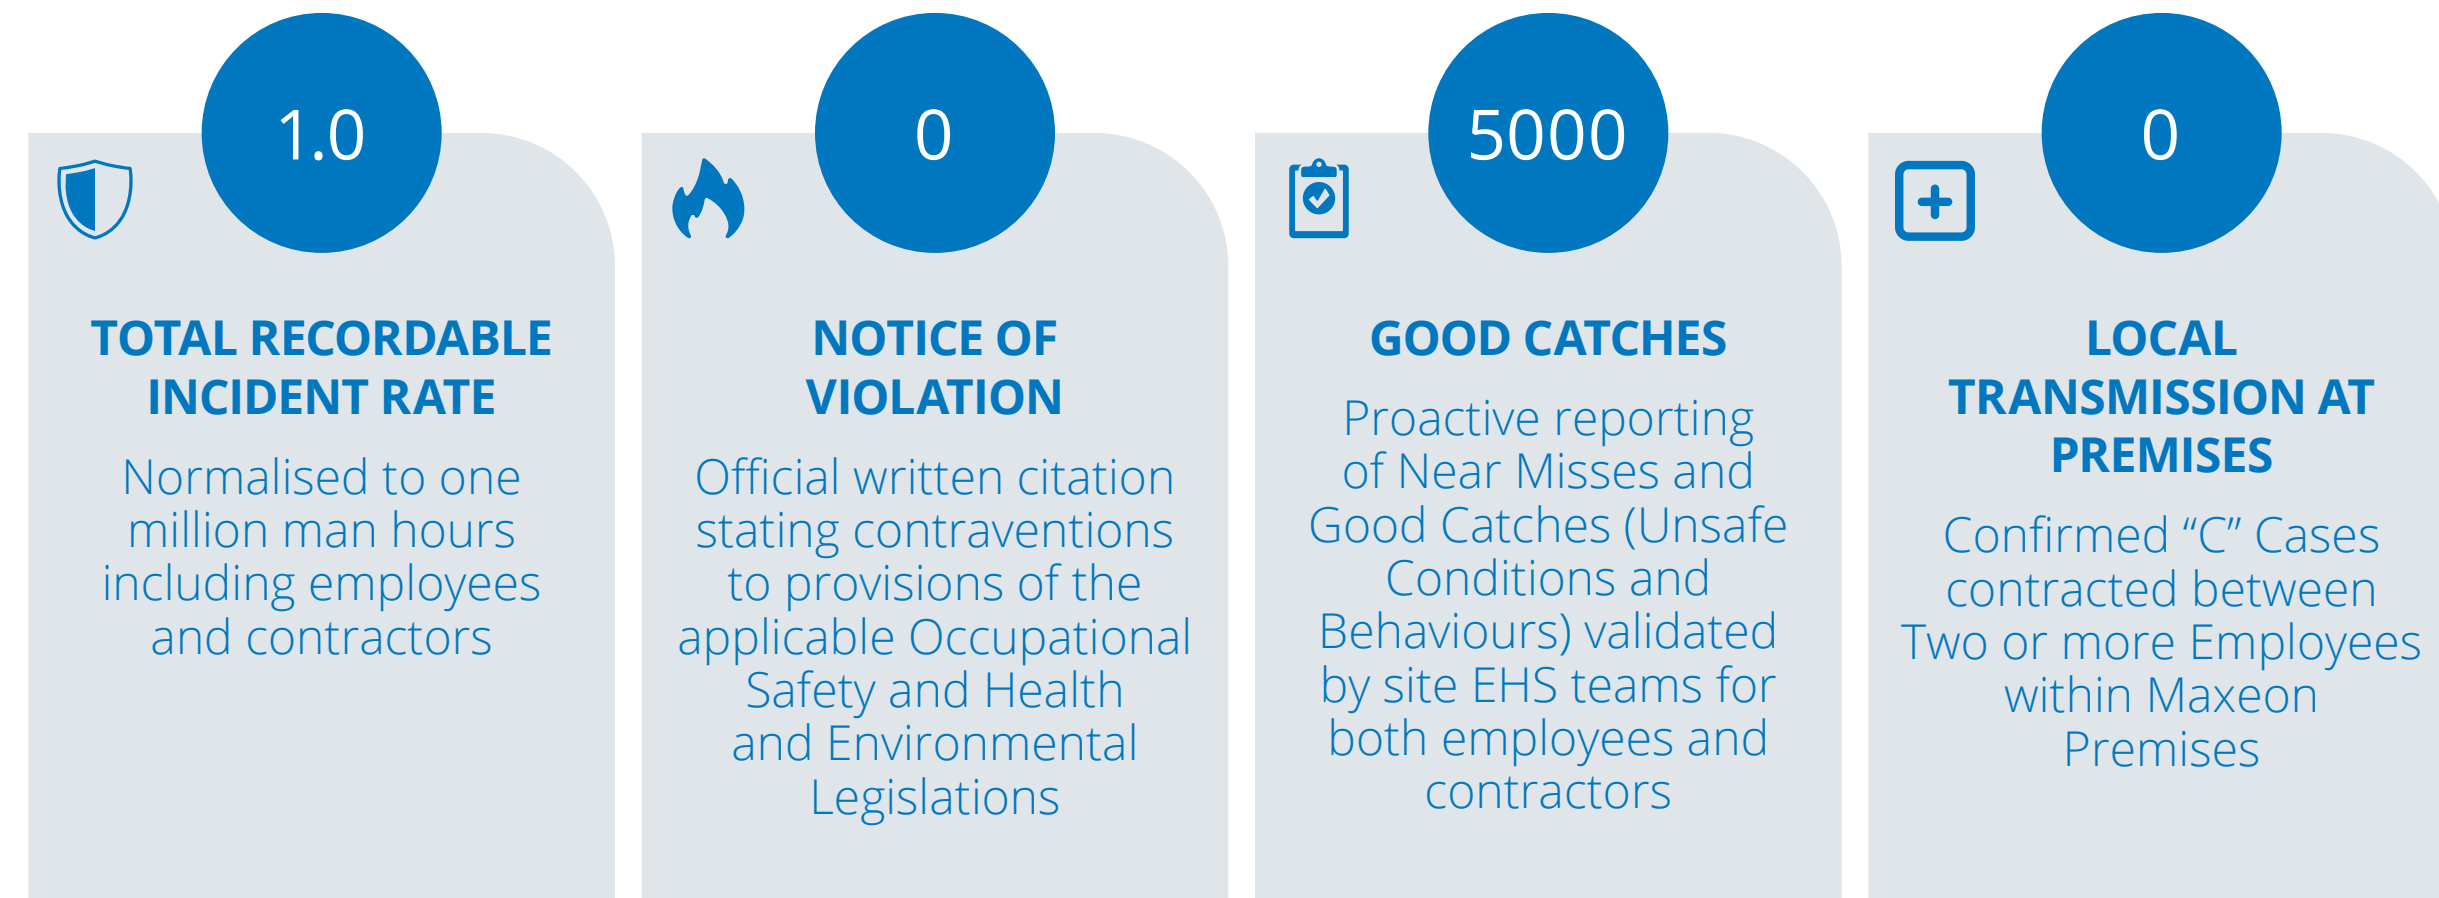 1.0
TOTAL RECORDABLE
INCIDENT RATE
Normalised to one
million man hours
including employees
and contractors
0
NOTICE OF
VIOLATION
Official written citation
stating contraventions
to provisions of the
applicable Occupational
Safety and Health
and Environmental
Legislations
5000
GOOD CATCHES
Proactive reporting
of Near Misses and
Good Catches (Unsafe
Conditions and
Behaviours) validated
by site EHS teams for
both employees and
contractors
0
LOCAL
TRANSMISSION AT
PREMISES
Confirmed “C” Cases
contracted between
Two or more Employees
within Maxeon
Premises